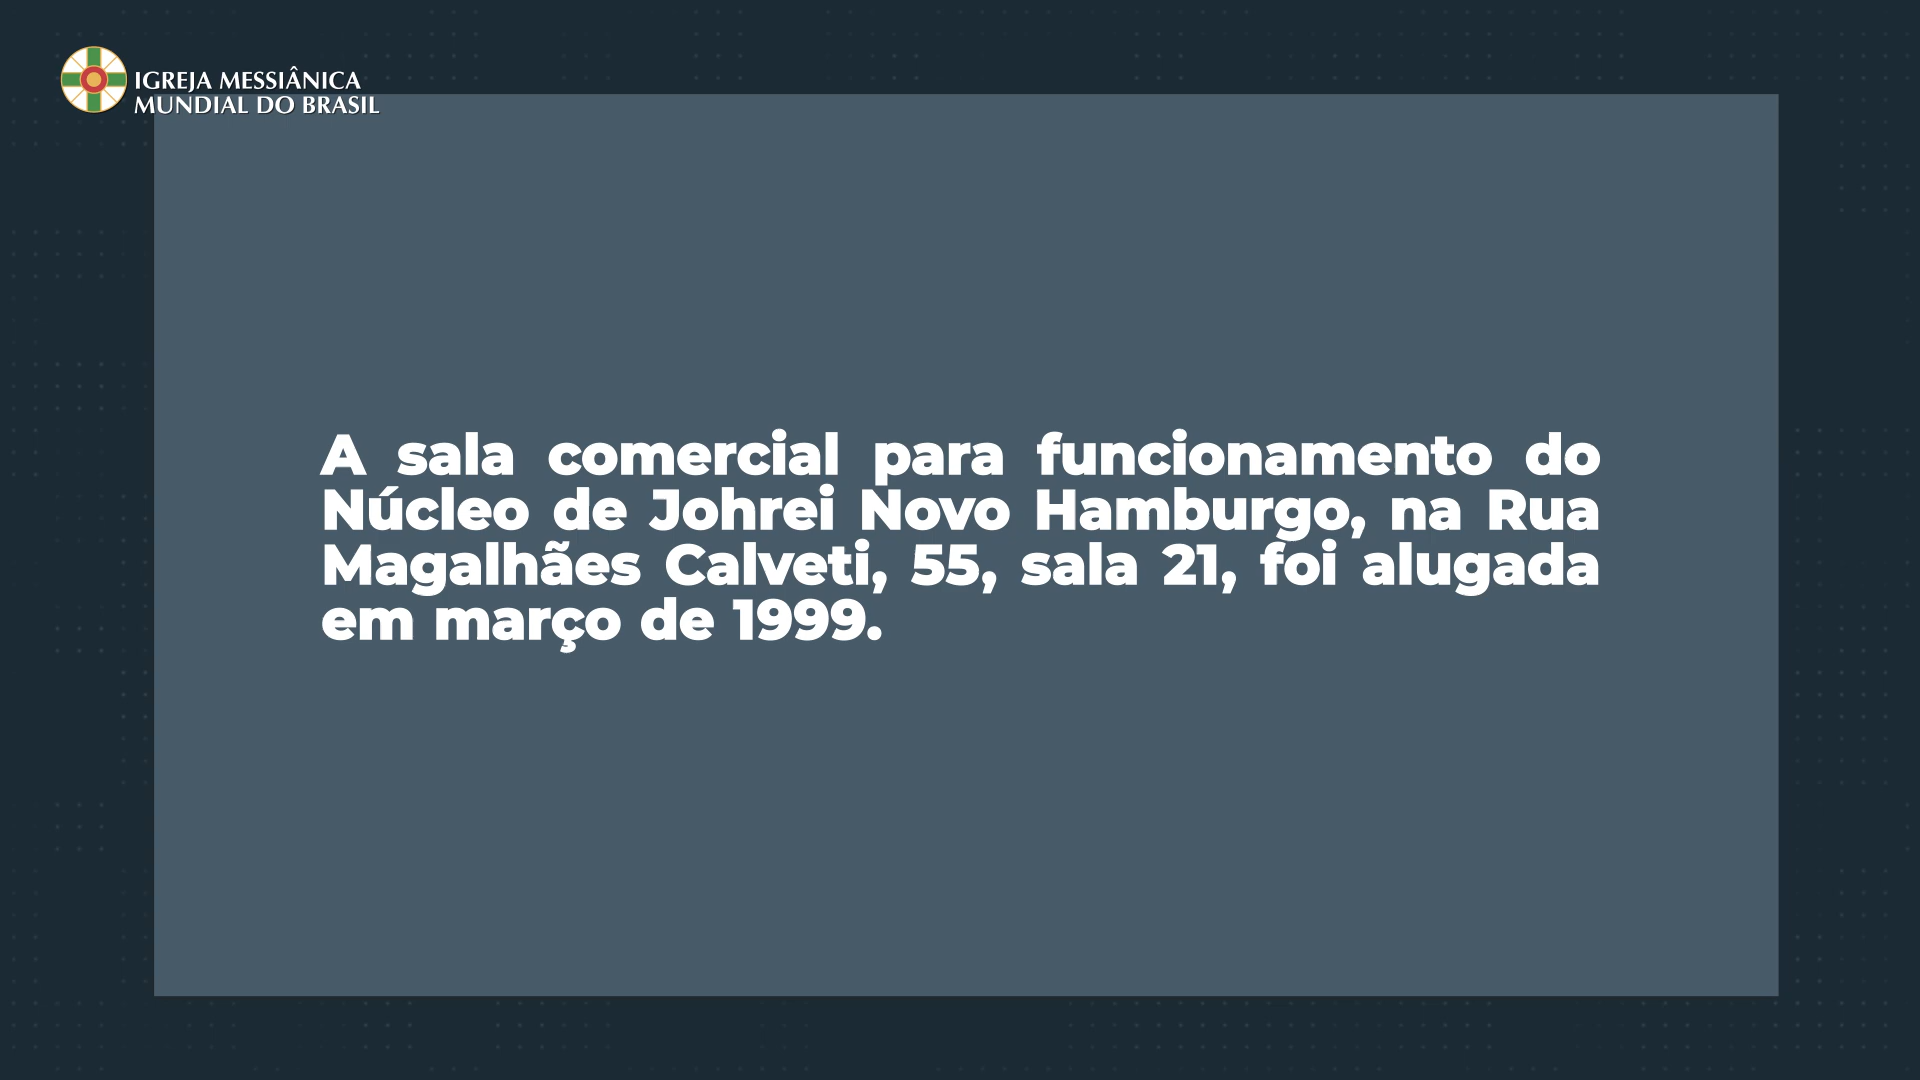 IGREJA MESSIÂNICA
MUNDIAL DO BRASIL
A sala comercial para funcionamento do
Núcleo de Johrei Novo Hamburgo, na Rua
Magalhães Calveti, 55, sala 21, foi alugada
em março de 1999.